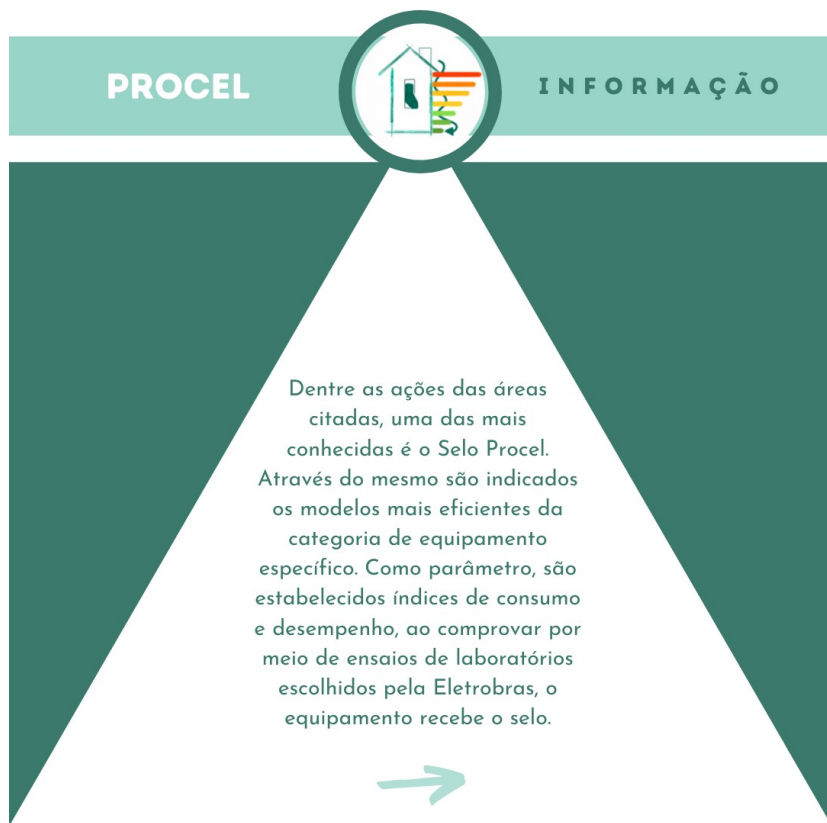 PROCEL
INFORMAÇÃO
Dentre as ações das áreas
citadas, uma das mais
conhecidas é o Selo Procel.
Através do mesmo são indicados
os modelos mais eficientes da
categoria de equipamento
específico. Como parâmetro, são
estabelecidos índices de consumo
e desempenho, ao comprovar por
meio de ensaios de laboratórios
escolhidos pela Eletrobras, o
equipamento recebe o selo.